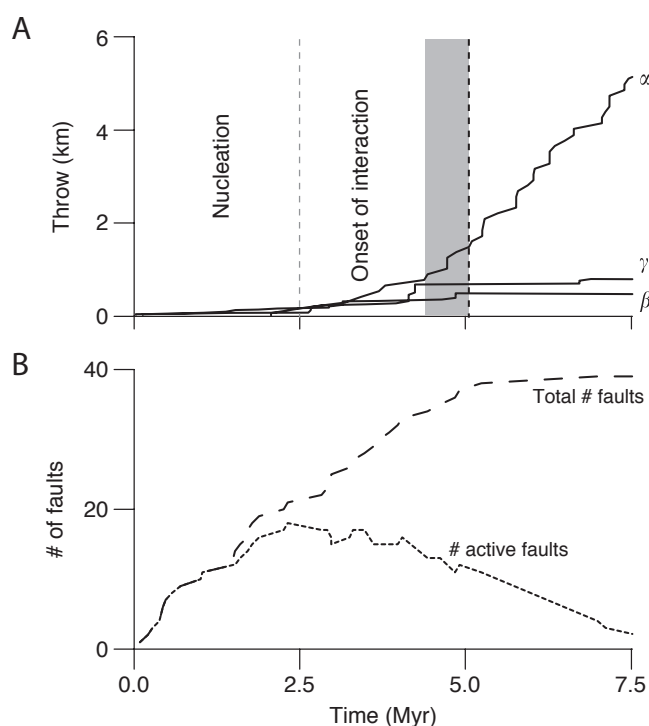 A
6
4
2
0
Throw (km)
Nucleation
Onset of interaction
α
γ
β
B
40
20
0
# of faults
Total # faults
# active faults
0.0 2.5 5.0 7.5
Time (Myr)